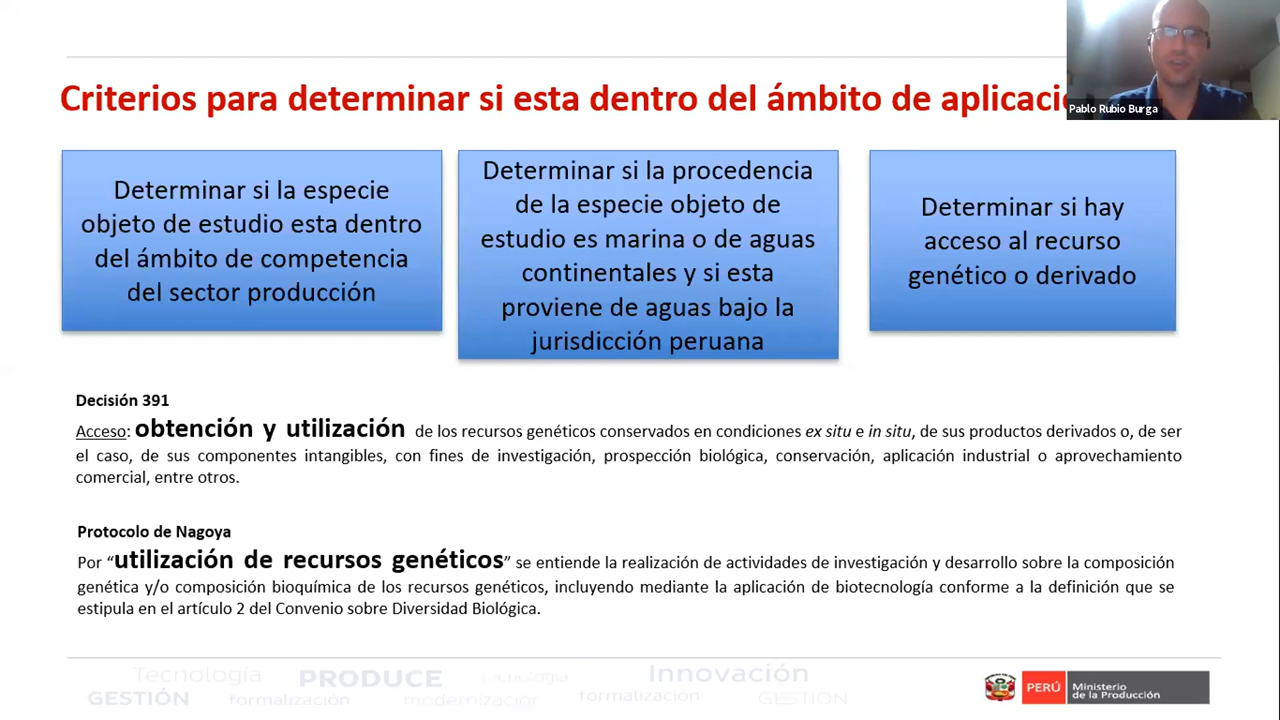 Criterios para determinar si esta dentro del ámbito de aplicaci
Pablo Rubio Burga
Determinar si la especie
objeto de estudio esta dentro
del ámbito de competencia
del sector producción
Determinar si la procedencia
de la especie objeto de
estudio es marina o de aguas
continentales y si esta
proviene de aguas bajo la
jurisdicción peruana
Determinar si hay
acceso al recurso
genético o derivado
Decisión 391
Acceso: obtención y utilización de los recursos genéticos conservados en condiciones ex situ e in situ, de sus productos derivados o, de ser
el caso, de sus componentes intangibles, con fines de investigación, prospección biológica, conservación, aplicación industrial o aprovechamiento
comercial, entre otros.
Protocolo de Nagoya
Por “utilización de recursos genéticos” se entiende la realización de actividades de investigación y desarrollo sobre la composición
genética y/o composición bioquímica de los recursos genéticos, incluyendo mediante la aplicación de biotecnología conforme a la definición que se
estipula en el artículo 2 del Convenio sobre Diversidad Biológica.
Tecnología PRODUCE Tecnología Innovación
GESTIÓN formalización modernización formalización GESTIÓN
PERÚ Ministerio
de la Producción